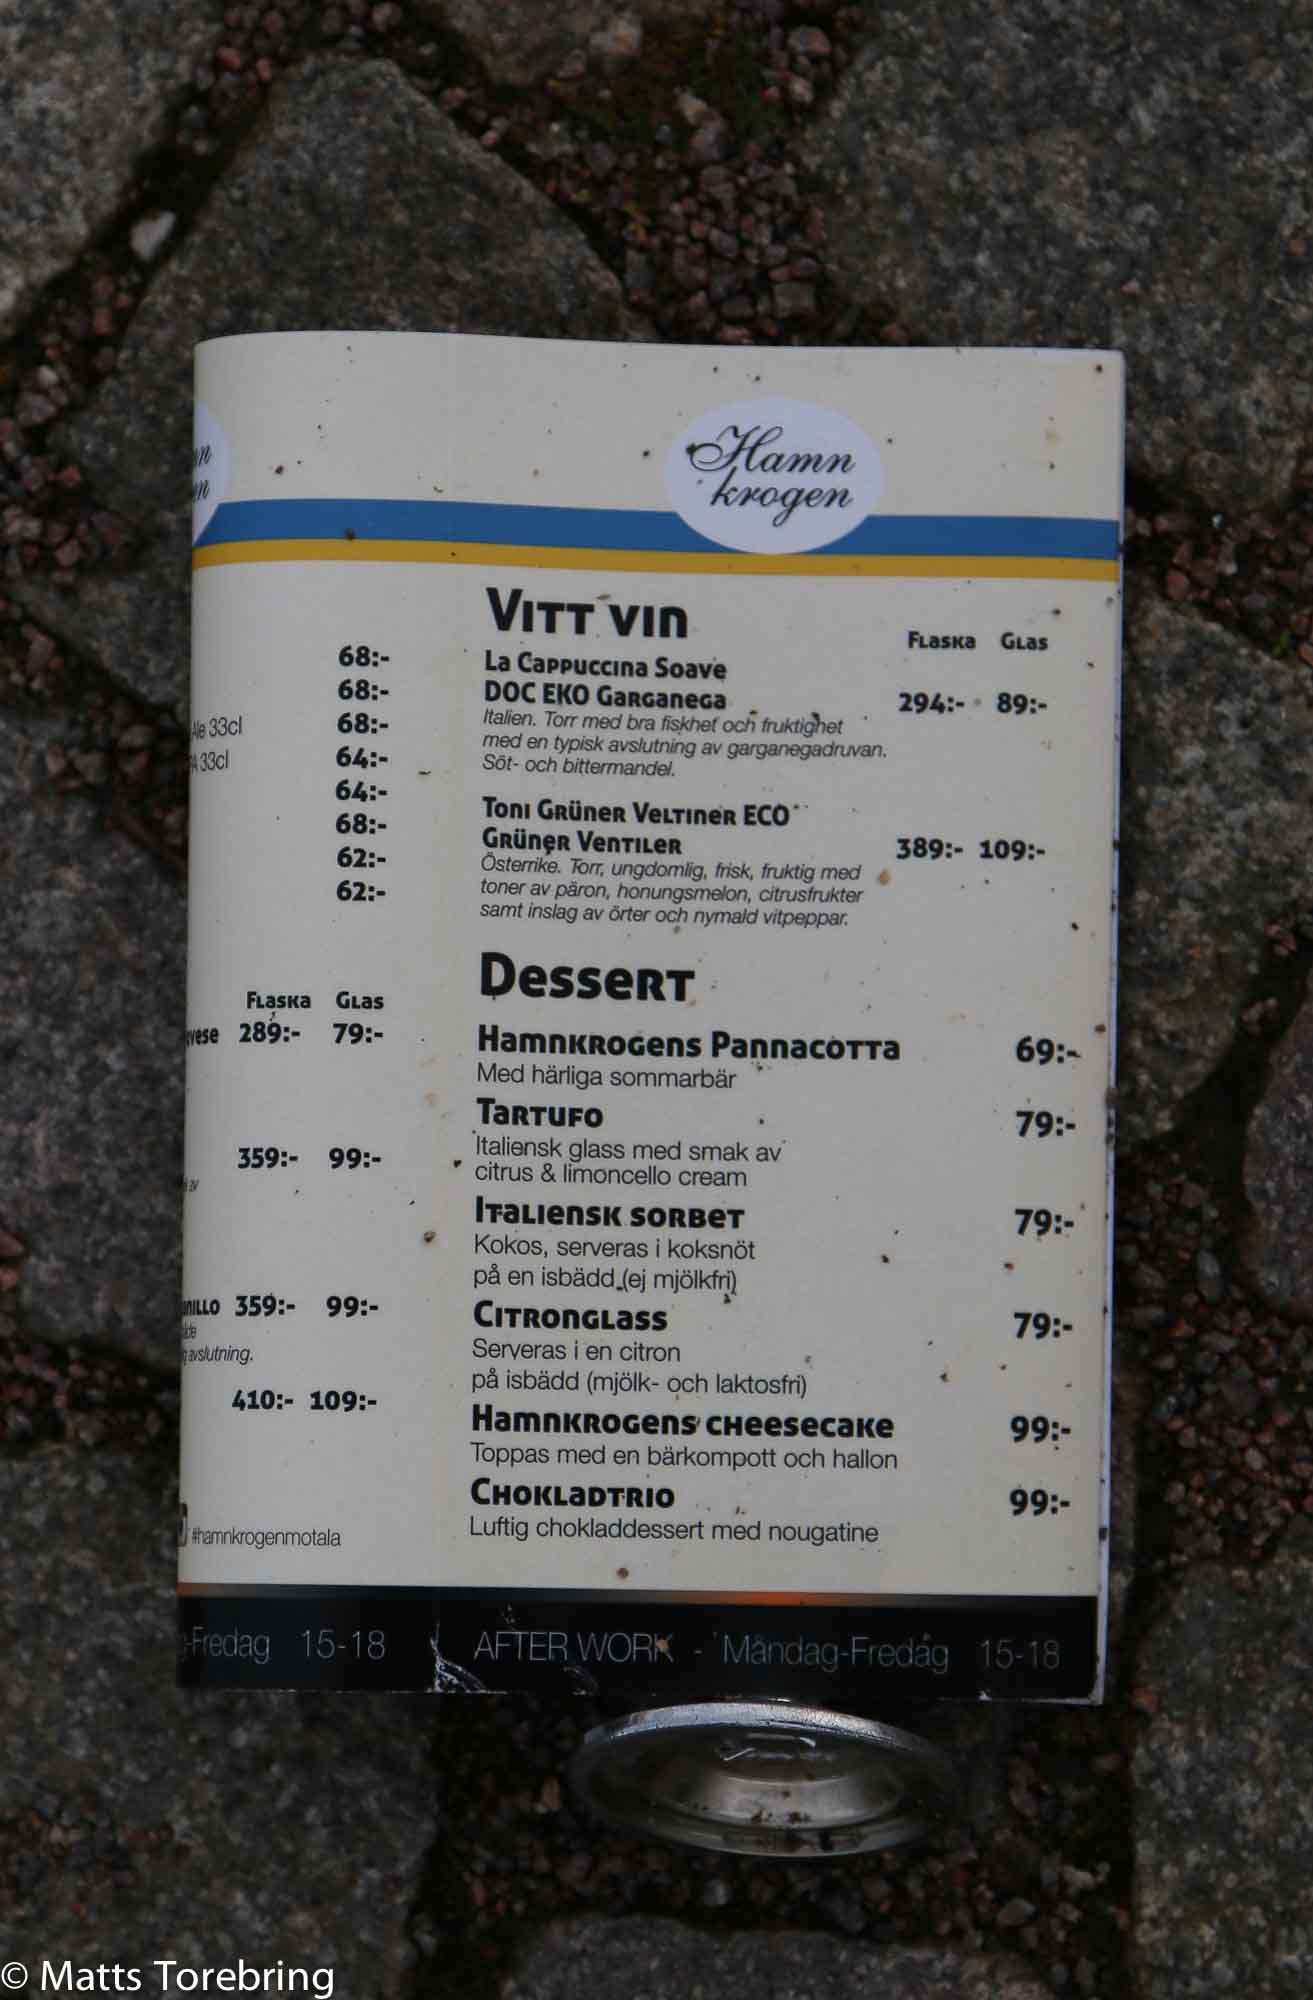 Hamn
krogen
68:-
68:-
Ale 33cl 68:-
33cl 64:-
64:-
68:-
62:-
62:-
Flaska Glas
289:- 79:-
359:- 99:-
av
359:- 99:-
avslutning.
410:- 109:-
#hamnkrogenmotala
Vitt vin
Flaska Glas
La Cappuccina Soave
DOC EKO Garganega 294:- 89:-
Italien. Torr med bra friskhet och fruktighet
med en typisk avslutning av garganegadruvan.
Söt- och bittermandel.
Toni Grüner Veltiner ECO
Grüner Ventiler 389:- 109:-
Österrike. Torr, ungdomlig, frisk, fruktig med
toner av päron, honungsmelon, citrusfrukter
samt inslag av örter och nymald vitpeppar.
Dessert
Hamnkrogens Pannacotta 69:-
Med härliga sommarbär
Tartufo 79:-
Italiensk glass med smak av
citrus & limoncello cream
Italiensk sorbet 79:-
Kokos, serveras i koksnöt
på en isbädd (ej mjölkfri)
Citronglass 79:-
Serveras i en citron
på isbädd (mjölk- och laktosfri)
Hamnkrogens cheesecake 99:-
Toppas med en bärkompott och hallon
Chokladtrio 99:-
Luftig chokladdessert med nougatine
-Fredag 15-18
AFTER WORK - Måndag-Fredag 15-18
© Matts Torebring